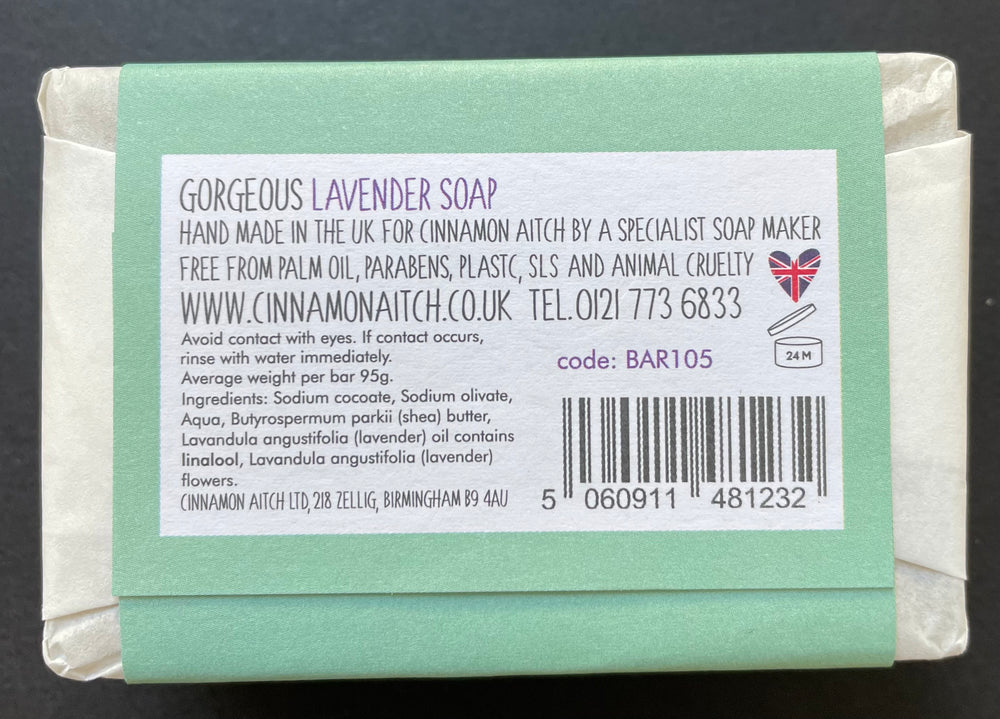 GORGEOUS LAVENDER SOAP
HAND MADE IN THE UK FOR CINNAMON AITCH BY A SPECIALIST SOAP MAKER
FREE FROM PALM OIL, PARABENS, PLASTC, SLS AND ANIMAL CRUELTY
WWW.CINNAMONAITCH.CO.UK TEL.0121 773 6833
Avoid contact with eyes. If contact occurs,
rinse with water immediately.
Average weight per bar 95g.
Ingredients: Sodium cocoate, Sodium olivate,
Aqua, Butyrospermum parkii (shea) butter,
Lavandula angustifolia (lavender) oil contains
linalool, Lavandula angustifolia (lavender)
flowers.
CINNAMON AITCH LTD, 218 ZELLIG, BIRMINGHAM B9 4AU
24M
code: BAR105
5 060911 481232